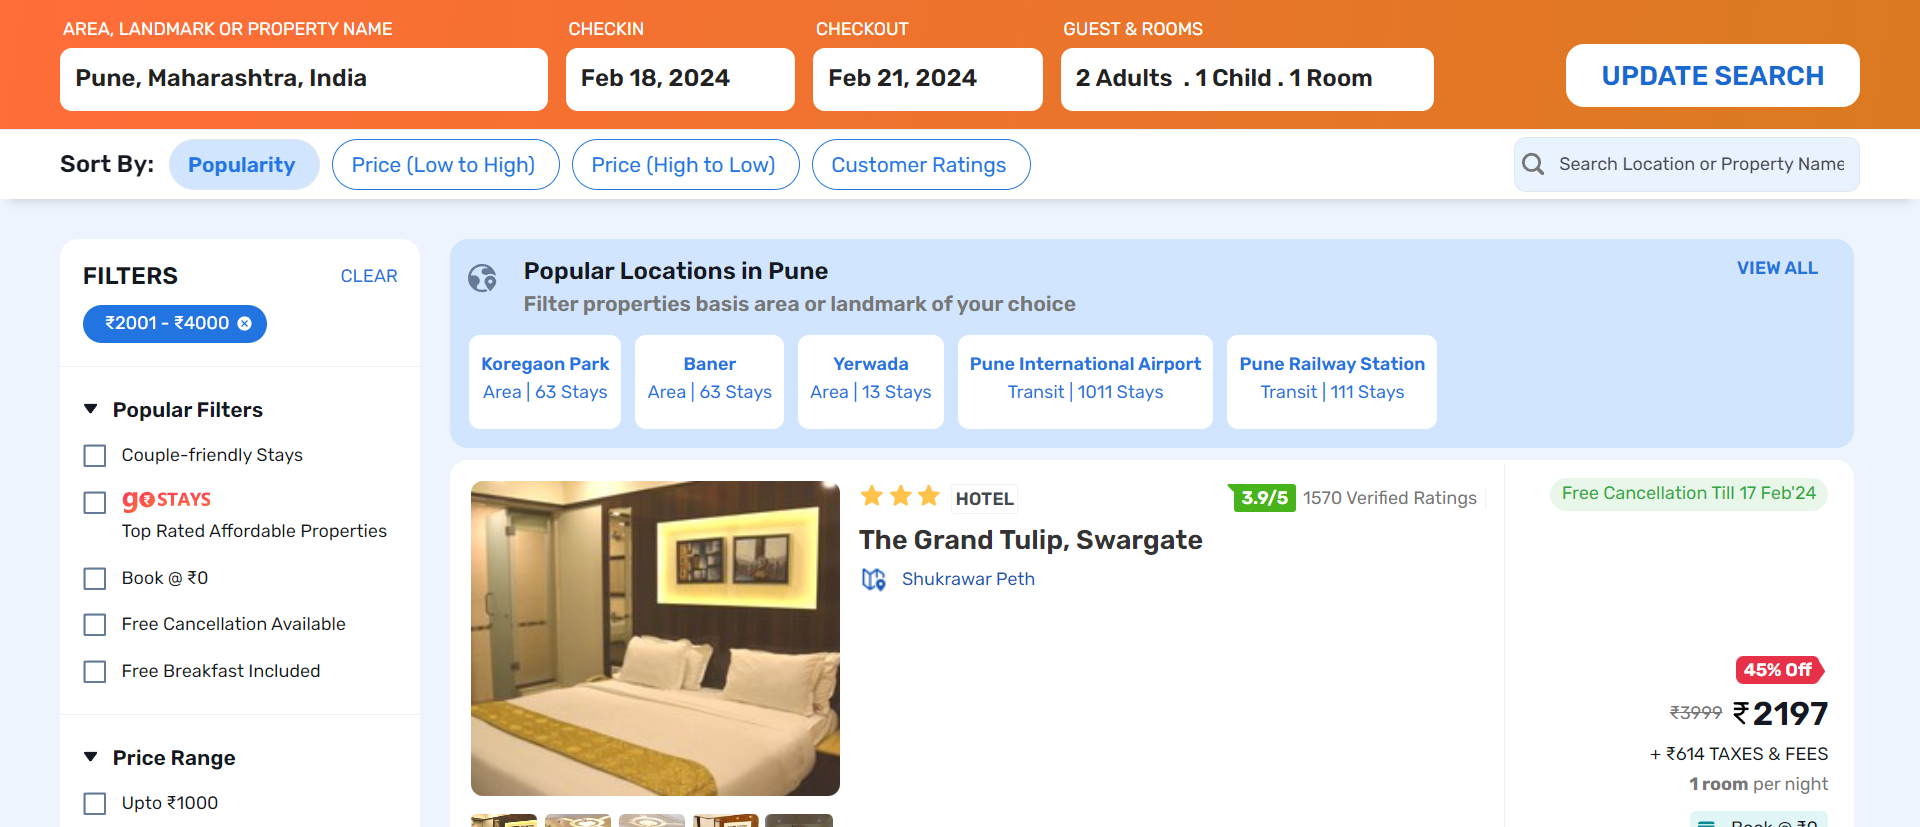 AREA, LANDMARK OR PROPERTY NAME
CHECKIN
CHECKOUT
GUEST & ROOMS
Pune, Maharashtra, India
Feb 18, 2024
Feb 21, 2024
2 Adults . 1 Child . 1 Room
UPDATE SEARCH
Sort By:
Popularity
Price (Low to High)
Price (High to Low)
Customer Ratings
Search Location or Property Name
FILTERS
CLEAR
₹2001 - ₹4000
Popular Filters
Couple-friendly Stays
goSTAYS
Top Rated Affordable Properties
Book @ ₹0
Free Cancellation Available
Free Breakfast Included
Price Range
Upto ₹1000
Popular Locations in Pune
VIEW ALL
Filter properties basis area or landmark of your choice
Koregaon Park
Area | 63 Stays
Baner
Area | 63 Stays
Yerwada
Area | 13 Stays
Pune International Airport
Transit | 1011 Stays
Pune Railway Station
Transit | 111 Stays
HOTEL
3.9/5
1570 Verified Ratings
The Grand Tulip, Swargate
Shukrawar Peth
Free Cancellation Till 17 Feb'24
45% Off
₹3999 ₹2197
+ ₹614 TAXES & FEES
1 room per night
Book @ ₹0